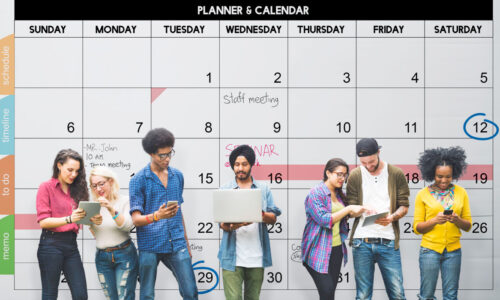 PLANNER & CALENDAR
SUNDAY MONDAY TUESDAY WEDNESDAY THURSDAY FRIDAY SATURDAY
schedule
1 2 3 4 5
timeline
Staff meeting
6 7 8 9 10 11 12
to do
Mr. John
10 AM
- Team meeting
15 16 17 18 19
memo
22 23 25 26
29 30 31